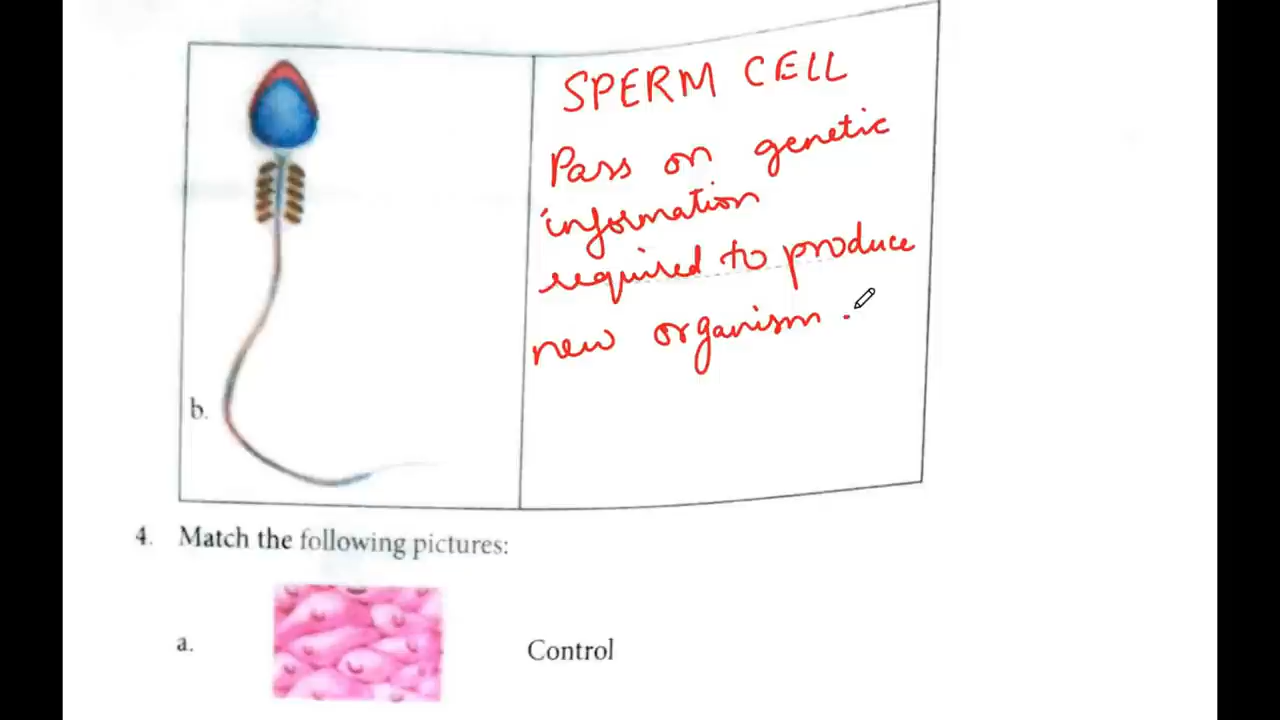 SPERM CELL
Pass on genetic
information
required to produce
new organism.
b.
4. Match the following pictures:
a.
Control